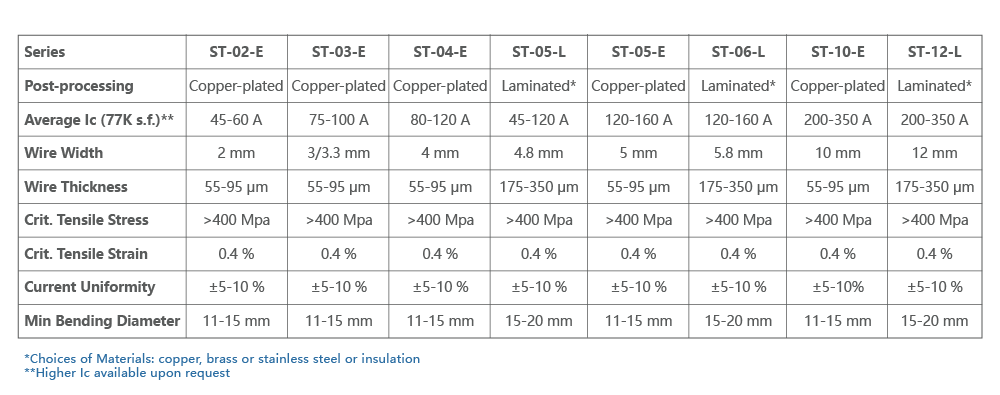 Series ST-02-E ST-03-E ST-04-E ST-05-L ST-05-E ST-06-L ST-10-E ST-12-L
Post-processing Copper-plated Copper-plated Copper-plated Laminated* Copper-plated Laminated* Copper-plated Laminated*
Average Ic (77K s.f.)** 45-60 A 75-100 A 80-120 A 45-120 A 120-160 A 120-160 A 200-350 A 200-350 A
Wire Width 2 mm 3/3.3 mm 4 mm 4.8 mm 5 mm 5.8 mm 10 mm 12 mm
Wire Thickness 55-95 µm 55-95 µm 55-95 µm 175-350 µm 55-95 µm 175-350 µm 55-95 µm 175-350 µm
Crit. Tensile Stress >400 Mpa >400 Mpa >400 Mpa >400 Mpa >400 Mpa >400 Mpa >400 Mpa >400 Mpa
Crit. Tensile Strain 0.4 % 0.4 % 0.4 % 0.4 % 0.4 % 0.4 % 0.4 % 0.4 %
Current Uniformity ±5-10 % ±5-10 % ±5-10 % ±5-10 % ±5-10 % ±5-10 % ±5-10% ±5-10 %
Min Bending Diameter 11-15 mm 11-15 mm 11-15 mm 15-20 mm 11-15 mm 15-20 mm 11-15 mm 15-20 mm
*Choices of Materials: copper, brass or stainless steel or insulation
**Higher Ic available upon request